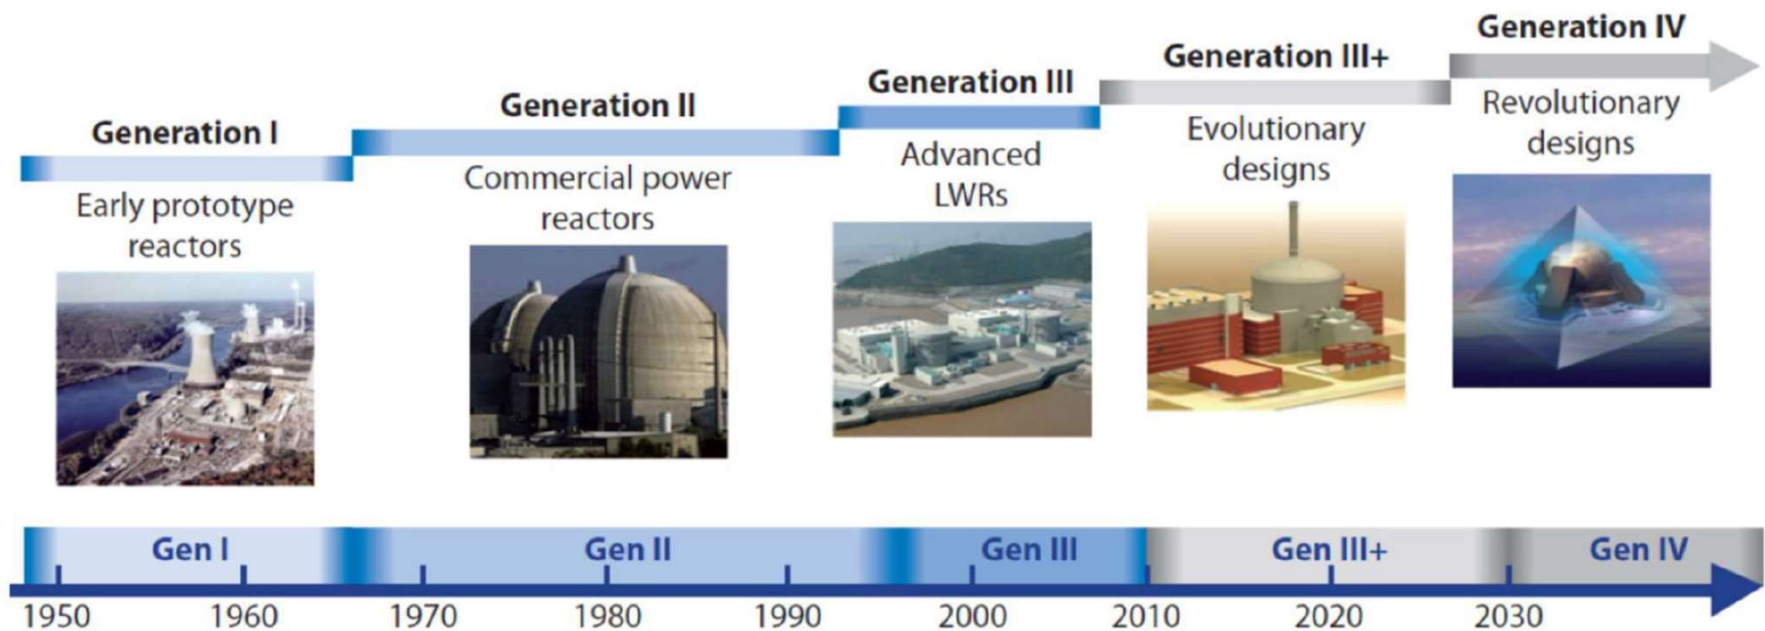 Generation I
Early prototype
reactors
Generation II
Commercial power
reactors
Generation III
Advanced
LWRs
Generation III+
Evolutionary
designs
Generation IV
Revolutionary
designs
Gen I Gen II Gen III Gen III+ Gen IV
1950 1960 1970 1980 1990 2000 2010 2020 2030